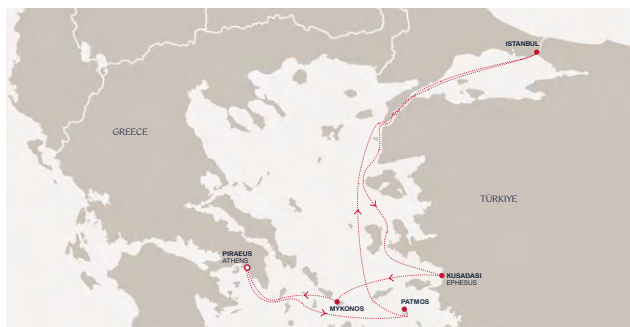 ISTANBUL
GREECE
TÜRKIYE
PIRAEUS
ATHENS
KUSADASI
EPHESUS
MYKONOS
PATMOS